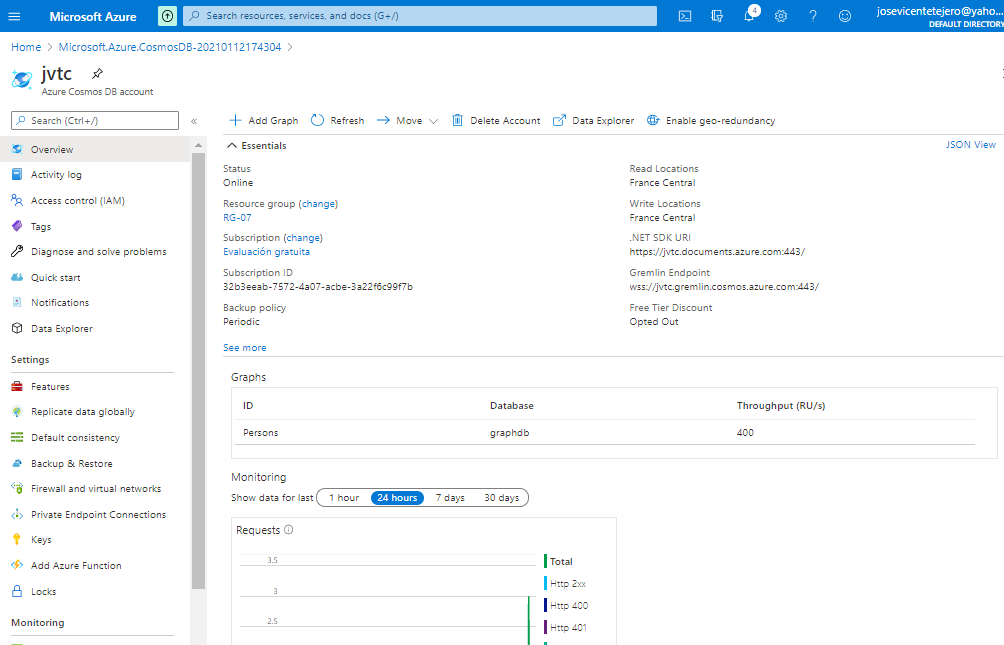 Microsoft Azure
Search resources, services, and docs (G+/)
4
josevicentetejero@yaho...
DEFAULT DIRECTORY
Home > Microsoft.Azure.CosmosDB-20210112174304 >
jvtc
Azure Cosmos DB account
Search (Ctrl+/)
«
Add Graph Refresh Move Delete Account Data Explorer Enable geo-redundancy
Overview
Activity log
Access control (IAM)
Tags
Diagnose and solve problems
Quick start
Notifications
Data Explorer
Settings
Features
Replicate data globally
Default consistency
Backup & Restore
Firewall and virtual networks
Private Endpoint Connections
Keys
Add Azure Function
Locks
Monitoring
Essentials
JSON View
Status
Online
Resource group (change)
RG-07
Subscription (change)
Evaluación gratuita
Subscription ID
32b3eeab-7572-4a07-acbe-3a22f6c99f7b
Backup policy
Periodic
See more
Read Locations
France Central
Write Locations
France Central
.NET SDK URI
https://jvtc.documents.azure.com:443/
Gremlin Endpoint
wss://jvtc.gremlin.cosmos.azure.com:443/
Free Tier Discount
Opted Out
Graphs
ID Database Throughput (RU/s)
Persons graphdb 400
Monitoring
Show data for last 1 hour 24 hours 7 days 30 days
Requests
3.5
3
2.5
Total
Http 2xx
Http 400
Http 401